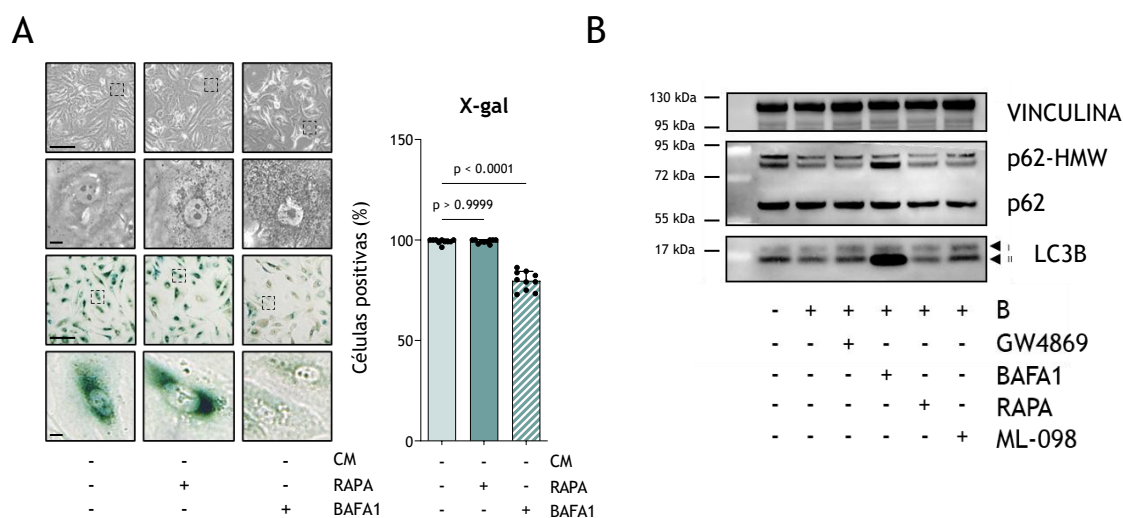 A
X-gal
150
p < 0.0001
p > 0.9999
100
50
0
Células positivas (%)
- - - CM
- + - RAPA
- - + BAFA1
- - - CM
- + - RAPA
- - + BAFA1
B
130 kDa
95 kDa
VINCULINA
95 kDa
72 kDa
55 kDa
p62-HMW
p62
17 kDa
I
II
LC3B
- + + + + + B
- - + - - - GW4869
- - - + - - BAFA1
- - - - + - RAPA
- - - - - + ML-098